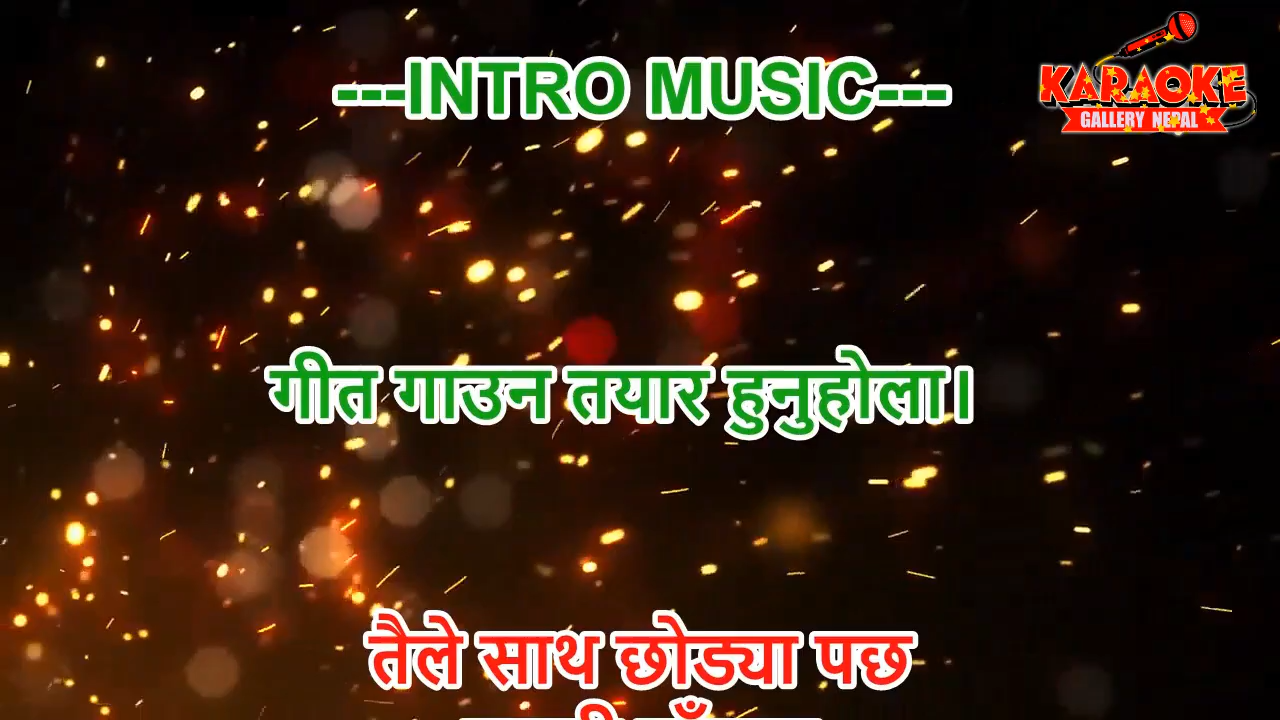 ---INTRO MUSIC---
KARAOKE
GALLERY NEPAL
गीत गाउन तयार हुनुहोला।
तैले साथ छोड्या पछ